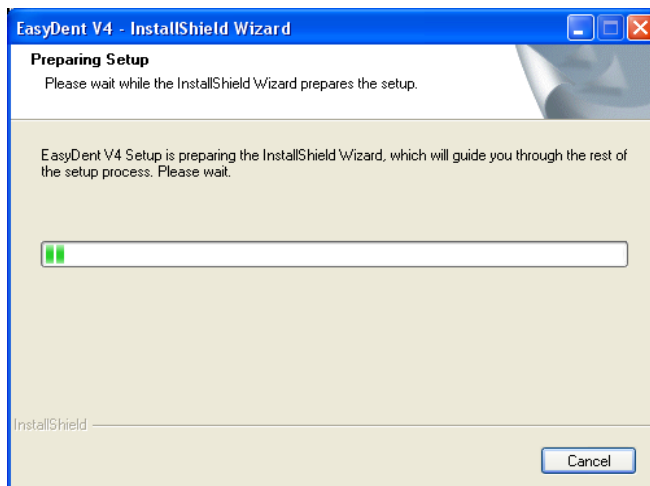 EasyDent V4 - InstallShield Wizard
Preparing Setup
Please wait while the InstallShield Wizard prepares the setup.
EasyDent V4 Setup is preparing the InstallShield Wizard, which will guide you through the rest of
the setup process. Please wait.
InstallShield
Cancel